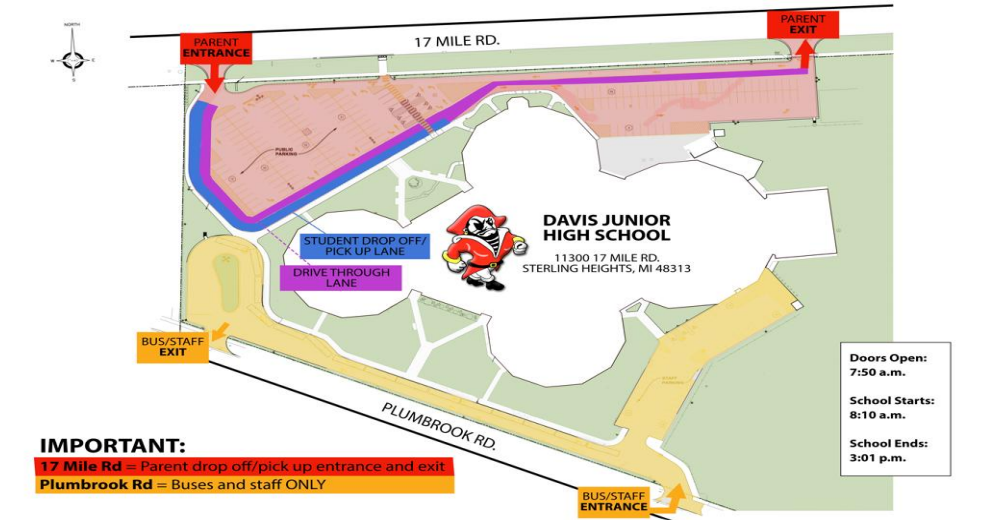 NORTH
W
E
S
PARENT
ENTRANCE
17 MILE RD.
PARENT
EXIT
PUBLIC
PARKING
STUDENT DROP OFF/
PICK UP LANE
DRIVE THROUGH
LANE
DAVIS JUNIOR
HIGH SCHOOL
11300 17 MILE RD.
STERLING HEIGHTS, MI 48313
BUS/STAFF
EXIT
STAFF
PARKING
PLUMBROOK RD.
Doors Open:
7:50 a.m.
School Starts:
8:10 a.m.
School Ends:
3:01 p.m.
IMPORTANT:
17 Mile Rd = Parent drop off/pick up entrance and exit
Plumbrook Rd = Buses and staff ONLY
BUS/STAFF
ENTRANCE